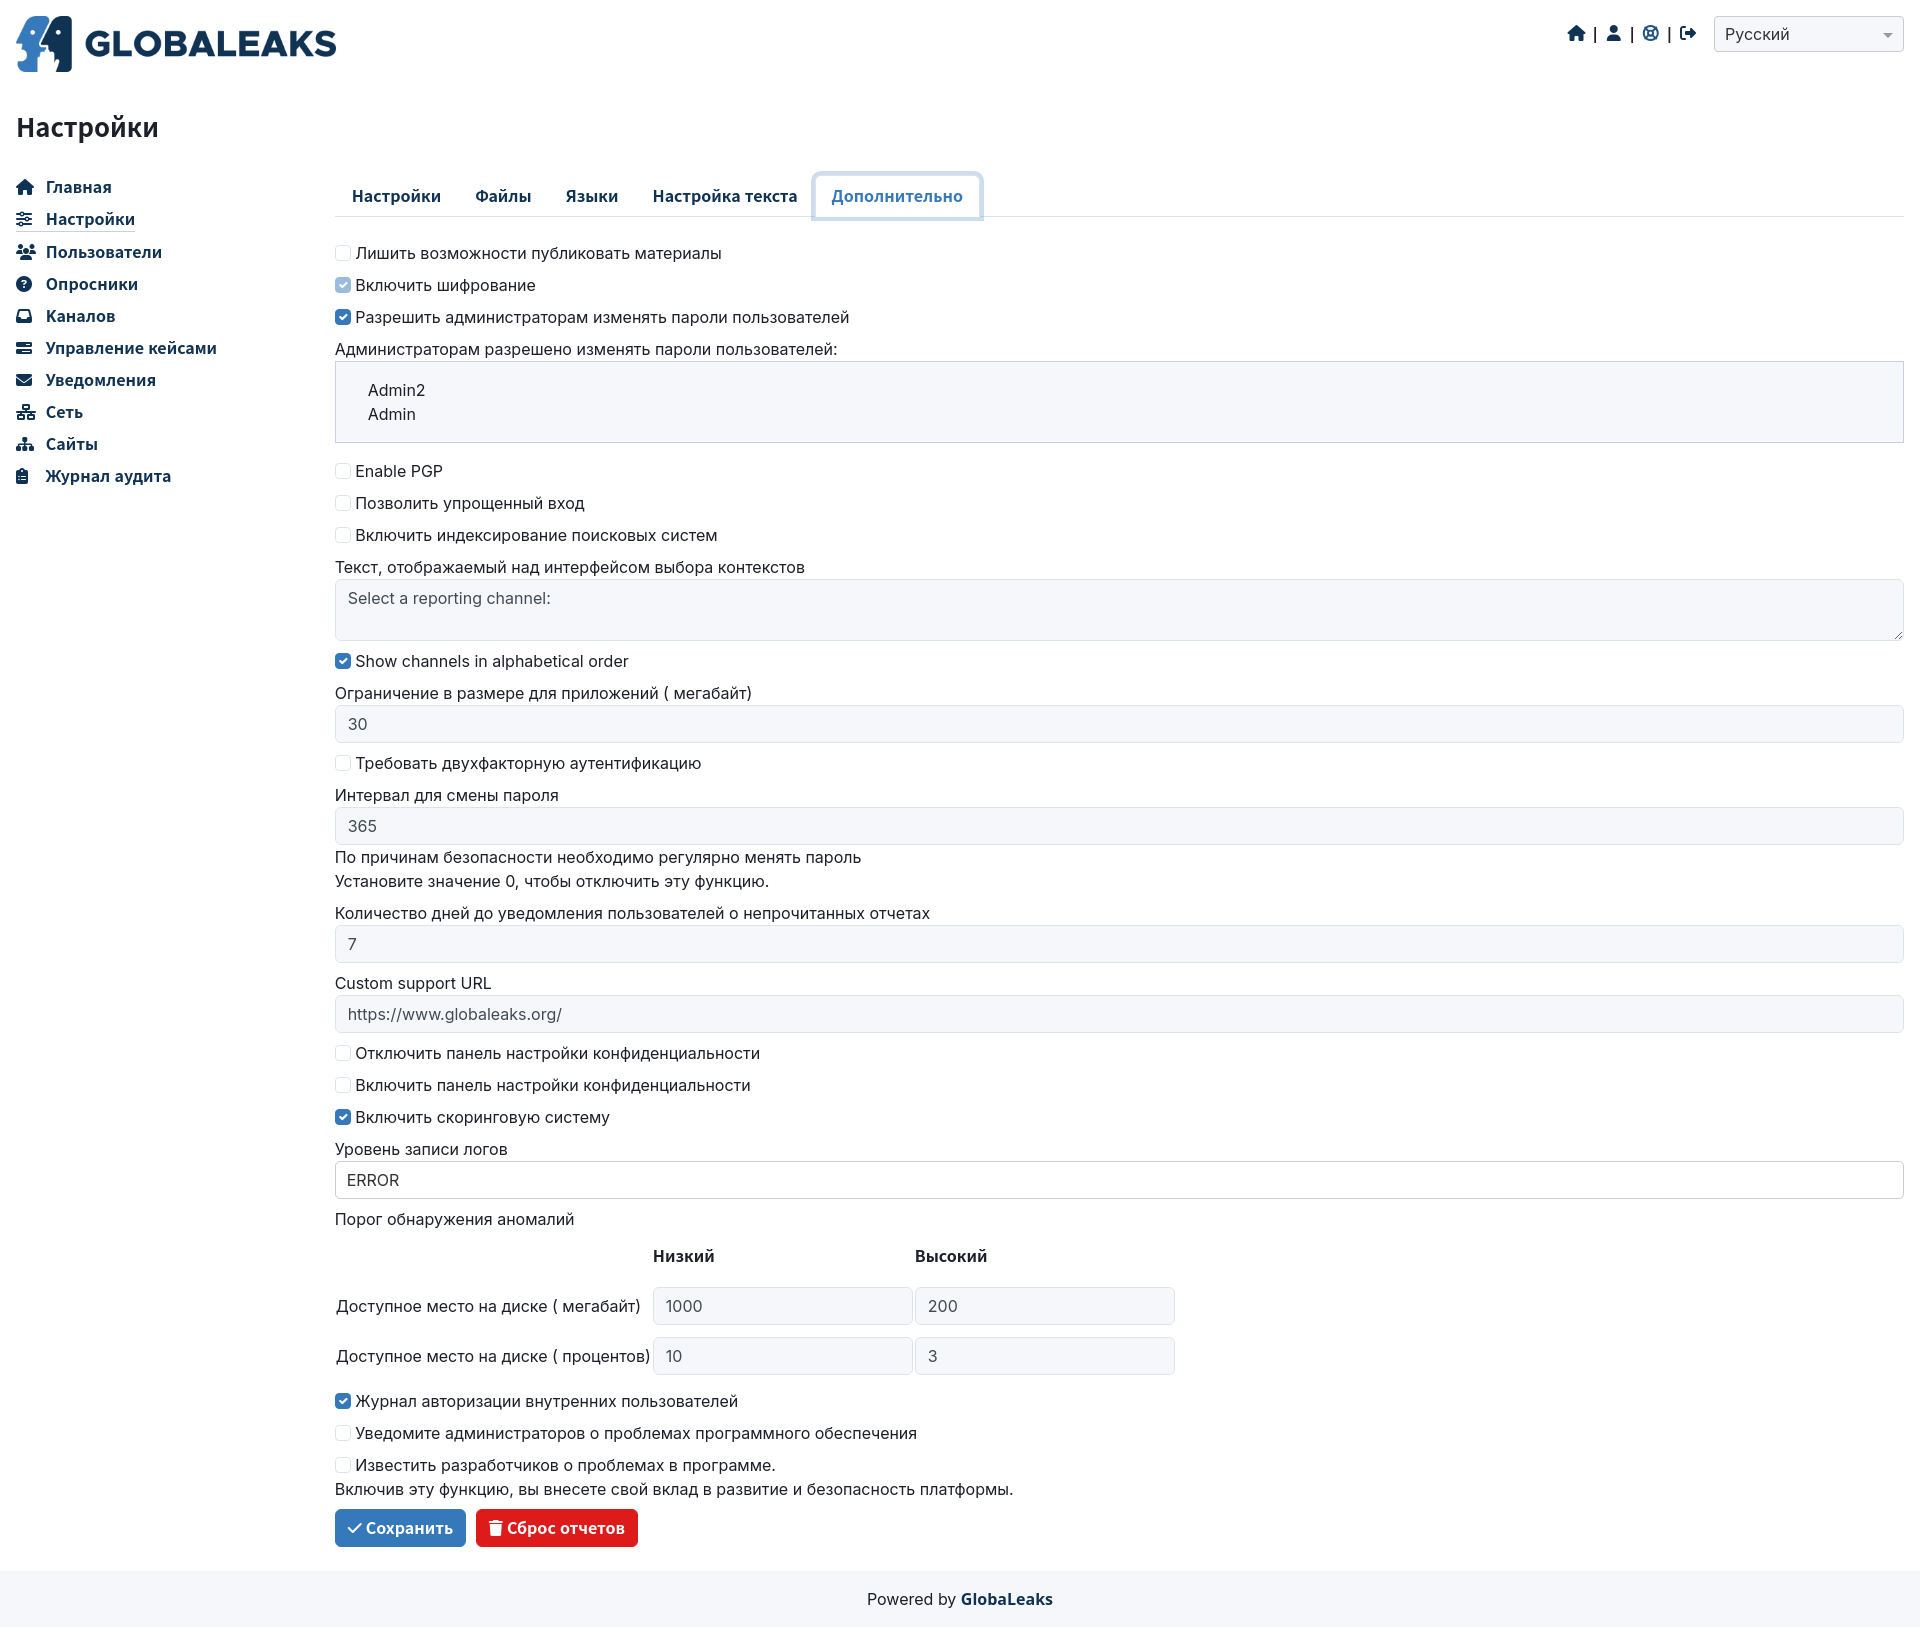 GLOBALEAKS
| | | Русский
Настройки
Главная
Настройки
Пользователи
Опросники
Каналов
Управление кейсами
Уведомления
Сеть
Сайты
Журнал аудита
Настройки Файлы Языки Настройка текста Дополнительно
Лишить возможности публиковать материалы
Включить шифрование
Разрешить администраторам изменять пароли пользователей
Администраторам разрешено изменять пароли пользователей:
Admin2
Admin
Enable PGP
Позволить упрощенный вход
Включить индексирование поисковых систем
Текст, отображаемый над интерфейсом выбора контекстов
Select a reporting channel:
Show channels in alphabetical order
Ограничение в размере для приложений ( мегабайт)
30
Требовать двухфакторную аутентификацию
Интервал для смены пароля
365
По причинам безопасности необходимо регулярно менять пароль
Установите значение 0, чтобы отключить эту функцию.
Количество дней до уведомления пользователей о непрочитанных отчетах
7
Custom support URL
https://www.globaleaks.org/
Отключить панель настройки конфиденциальности
Включить панель настройки конфиденциальности
Включить скоринговую систему
Уровень записи логов
ERROR
Порог обнаружения аномалий
Низкий Высокий
Доступное место на диске ( мегабайт) 1000 200
Доступное место на диске ( процентов) 10 3
Журнал авторизации внутренних пользователей
Уведомите администраторов о проблемах программного обеспечения
Известить разработчиков о проблемах в программе.
Включив эту функцию, вы внесете свой вклад в развитие и безопасность платформы.
Сохранить Сброс отчетов
Powered by GlobaLeaks